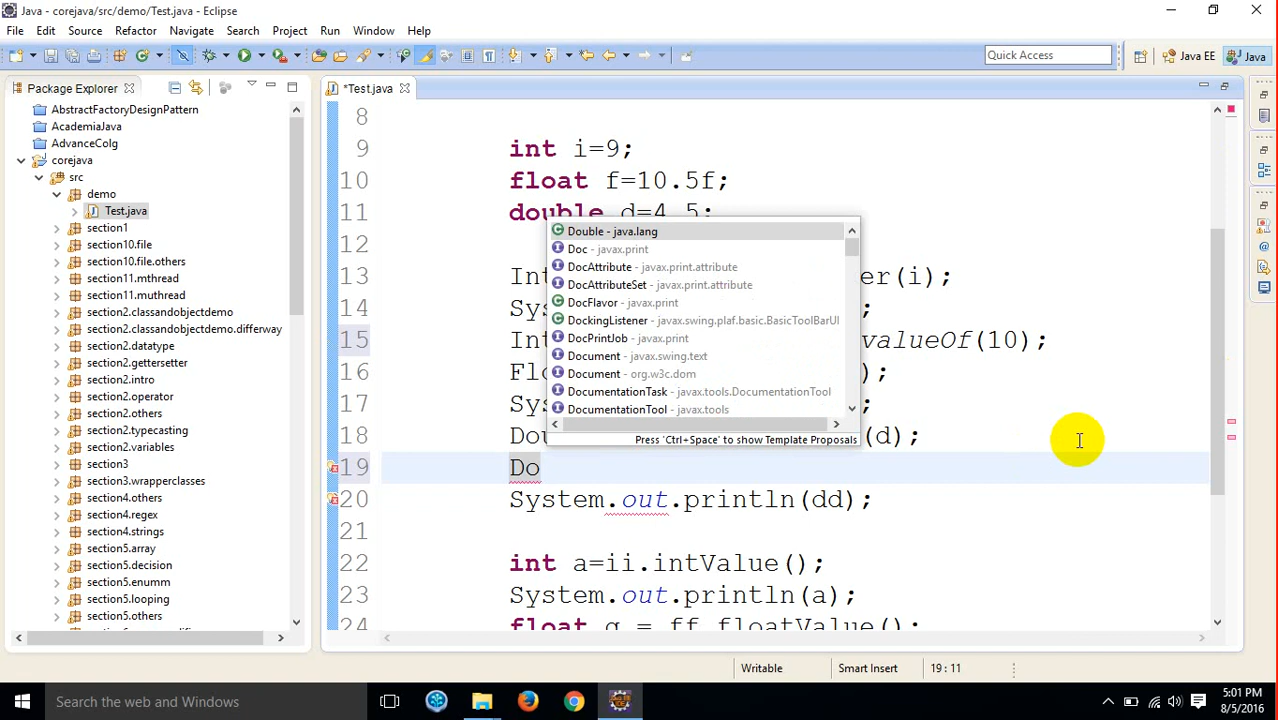 Java - corejava/src/demo/Test.java - Eclipse
File Edit Source Refactor Navigate Search Project Run Window Help
Quick Access
Java EE
Java
Package Explorer
*Test.java
AbstractFactoryDesignPattern
AcademiaJava
AdvanceColg
corejava
src
demo
Test.java
section1
section10.file
section10.file.others
section11.mthread
section11.muthread
section2.classandobjectdemo
section2.classandobjectdemo.differway
section2.datatype
section2.gettersetter
section2.intro
section2.operator
section2.others
section2.typecasting
section2.variables
section3
section3.wrapperclasses
section4.others
section4.regex
section4.strings
section5.array
section5.decision
section5.enumm
section5.looping
section5.others
8
9 int i=9;
10 float f=10.5f;
11 double d=4.5;
12
13 Int er(i);
14 Sys ;
15 Int valueOf(10);
16 Flo );
17 Sys ;
18 Dou (d);
19 Do
20 System.out.println(dd);
21
22 int a=ii.intValue();
23 System.out.println(a);
24 float g = ff.floatValue();
Double - java.lang
Doc - javax.print
DocAttribute - javax.print.attribute
DocAttributeSet - javax.print.attribute
DocFlavor - javax.print
DockingListener - javax.swing.plaf.basic.BasicToolBarUI
DocPrintJob - javax.print
Document - javax.swing.text
Document - org.w3c.dom
DocumentationTask - javax.tools.DocumentationTool
DocumentationTool - javax.tools
Press 'Ctrl+Space' to show Template Proposals
Writable
Smart Insert
19 : 11
Search the web and Windows
5:01 PM
8/5/2016